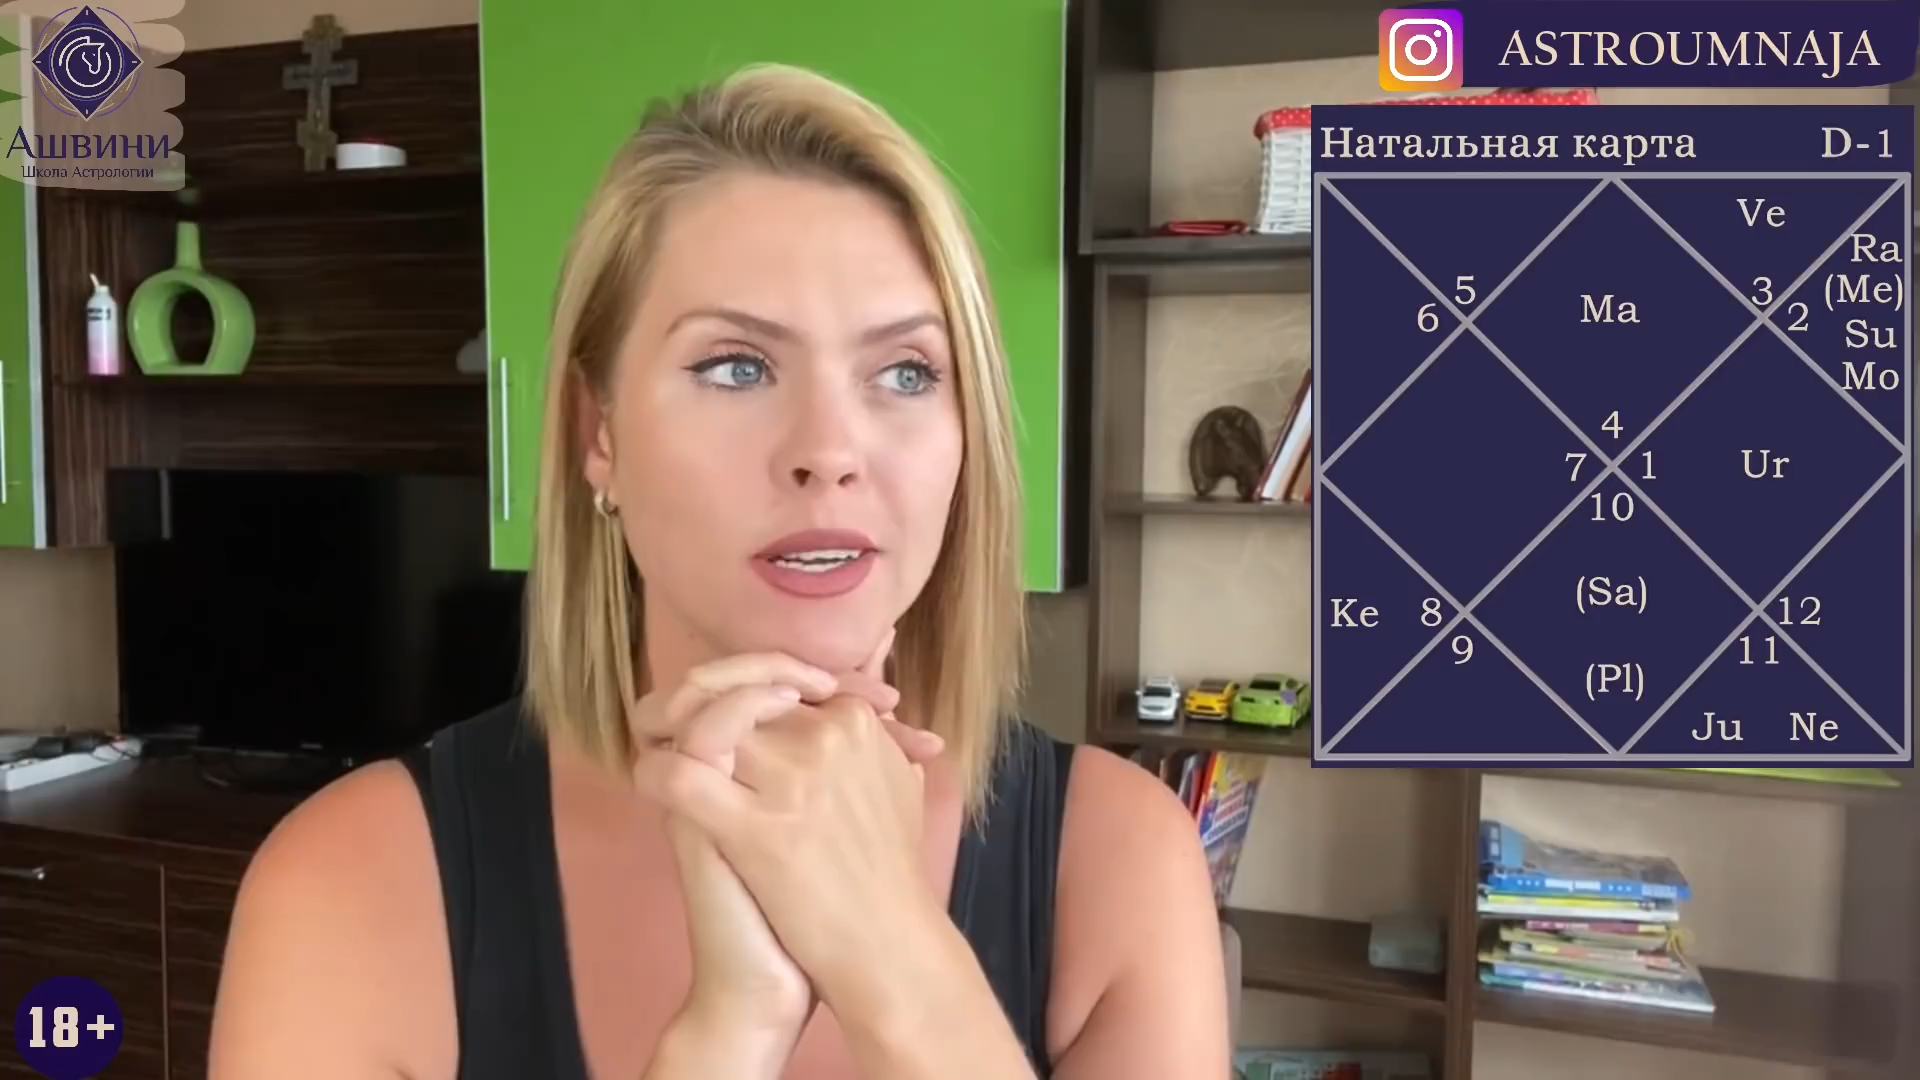 Ашвини
Школа Астрологии
ASTROUMNAJA
Натальная карта D-1
Ve
Ra
(Me)
Su
Mo
5
6
Ma
3
2
4
7
1
Ur
10
(Sa)
(Pl)
Ke
8
9
12
11
Ju Ne
18+